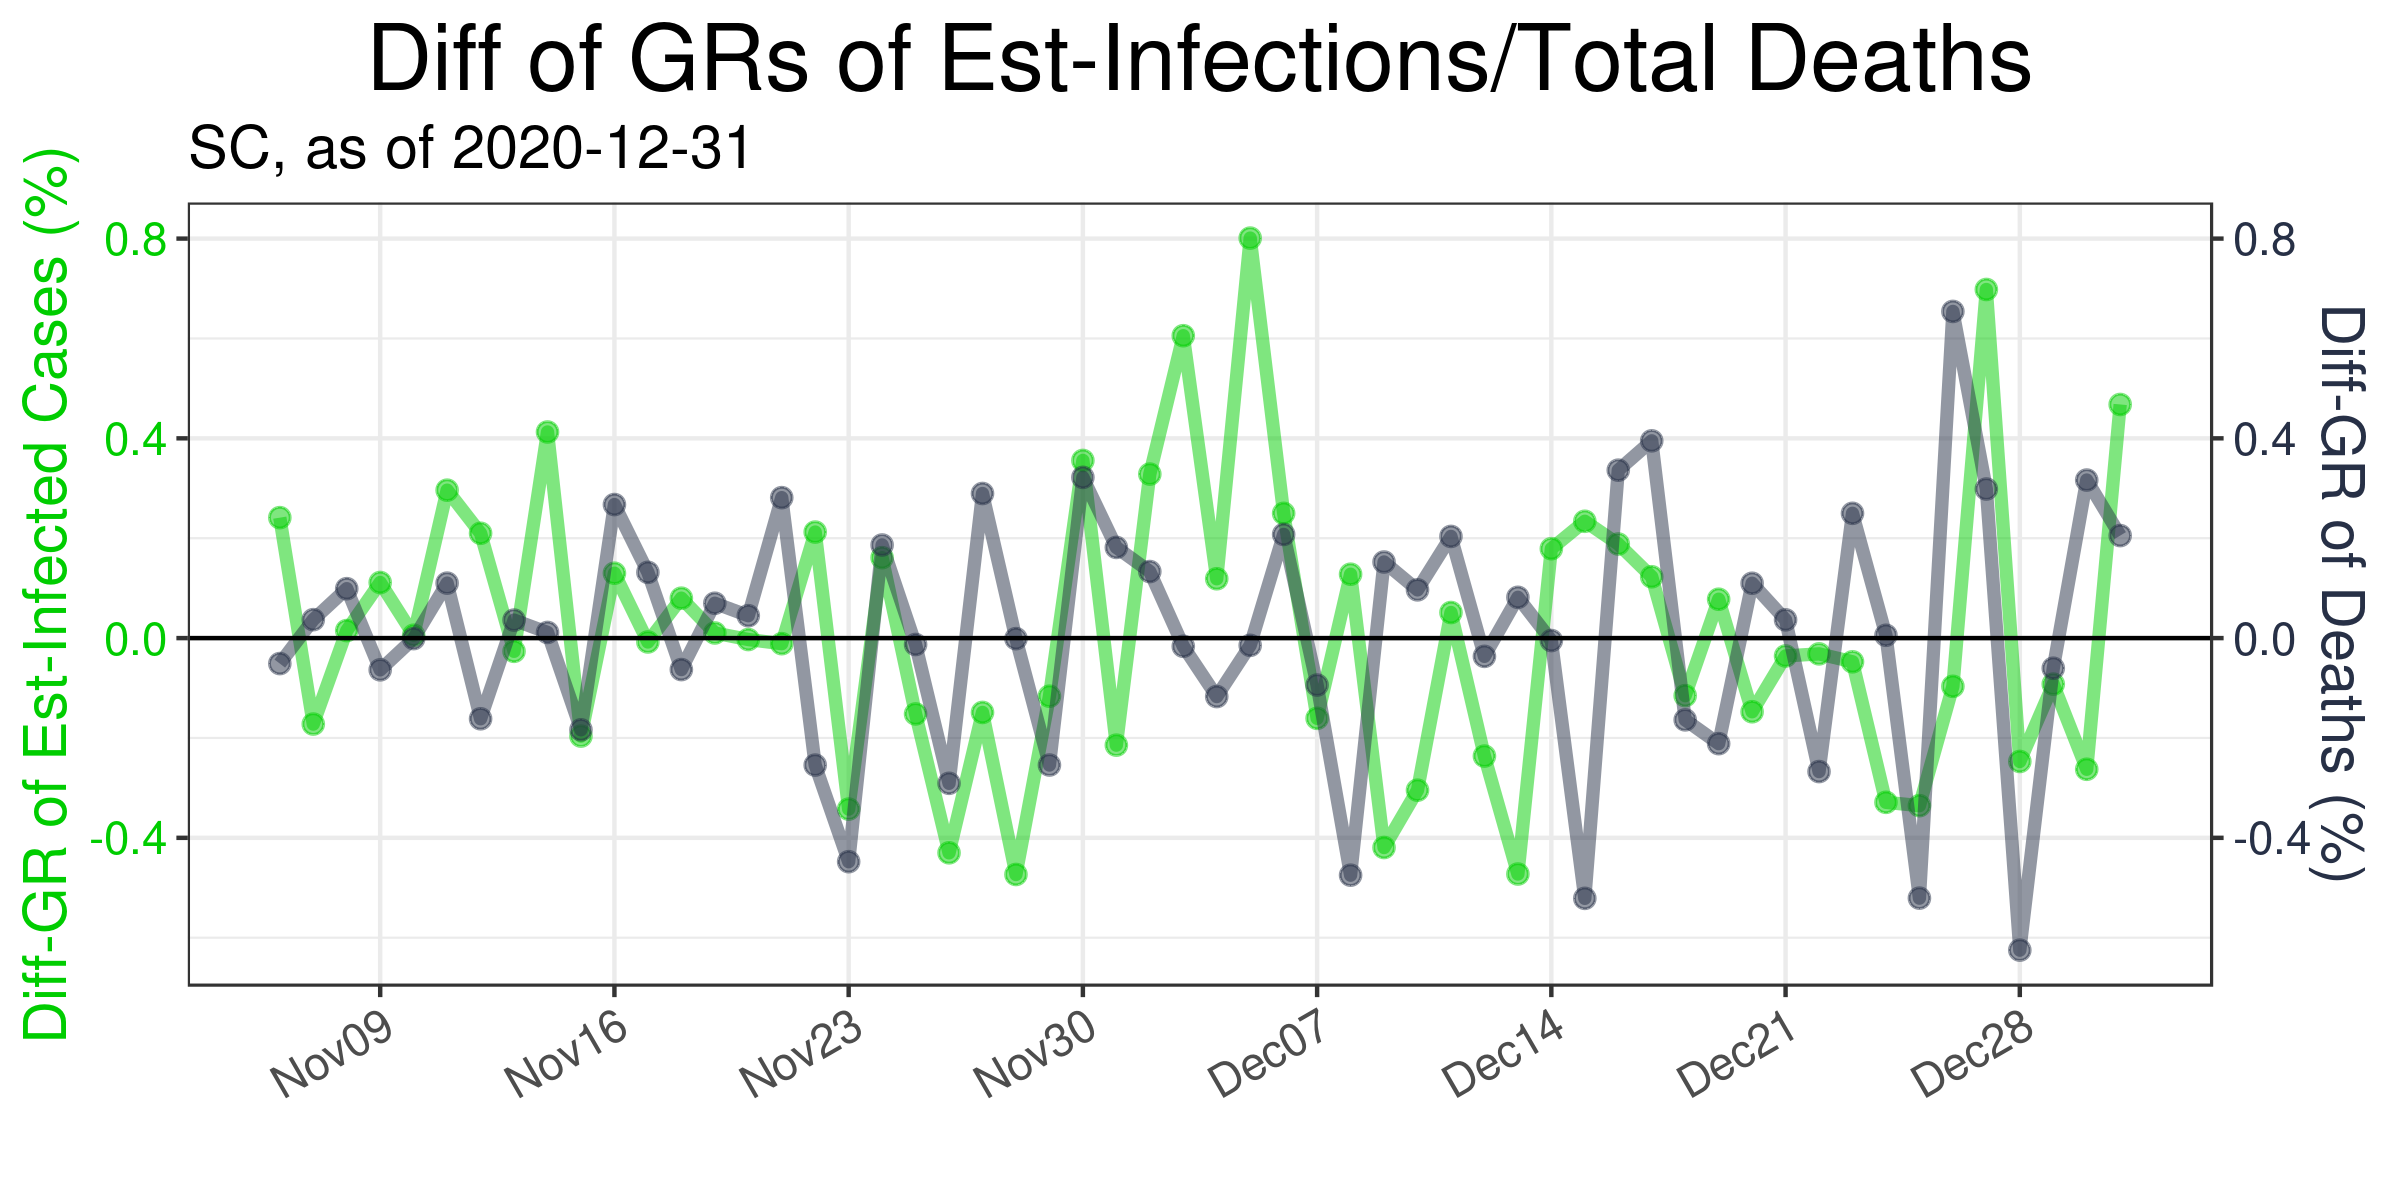 Diff of GRs of Est-Infections/Total Deaths
SC, as of 2020-12-31
Diff-GR of Est-Infected Cases (%)
0.8
0.4
0.0
-0.4
0.8
0.4
0.0
-0.4
Diff-GR of Deaths (%)
Nov09
Nov16
Nov23
Nov30
Dec07
Dec14
Dec21
Dec28